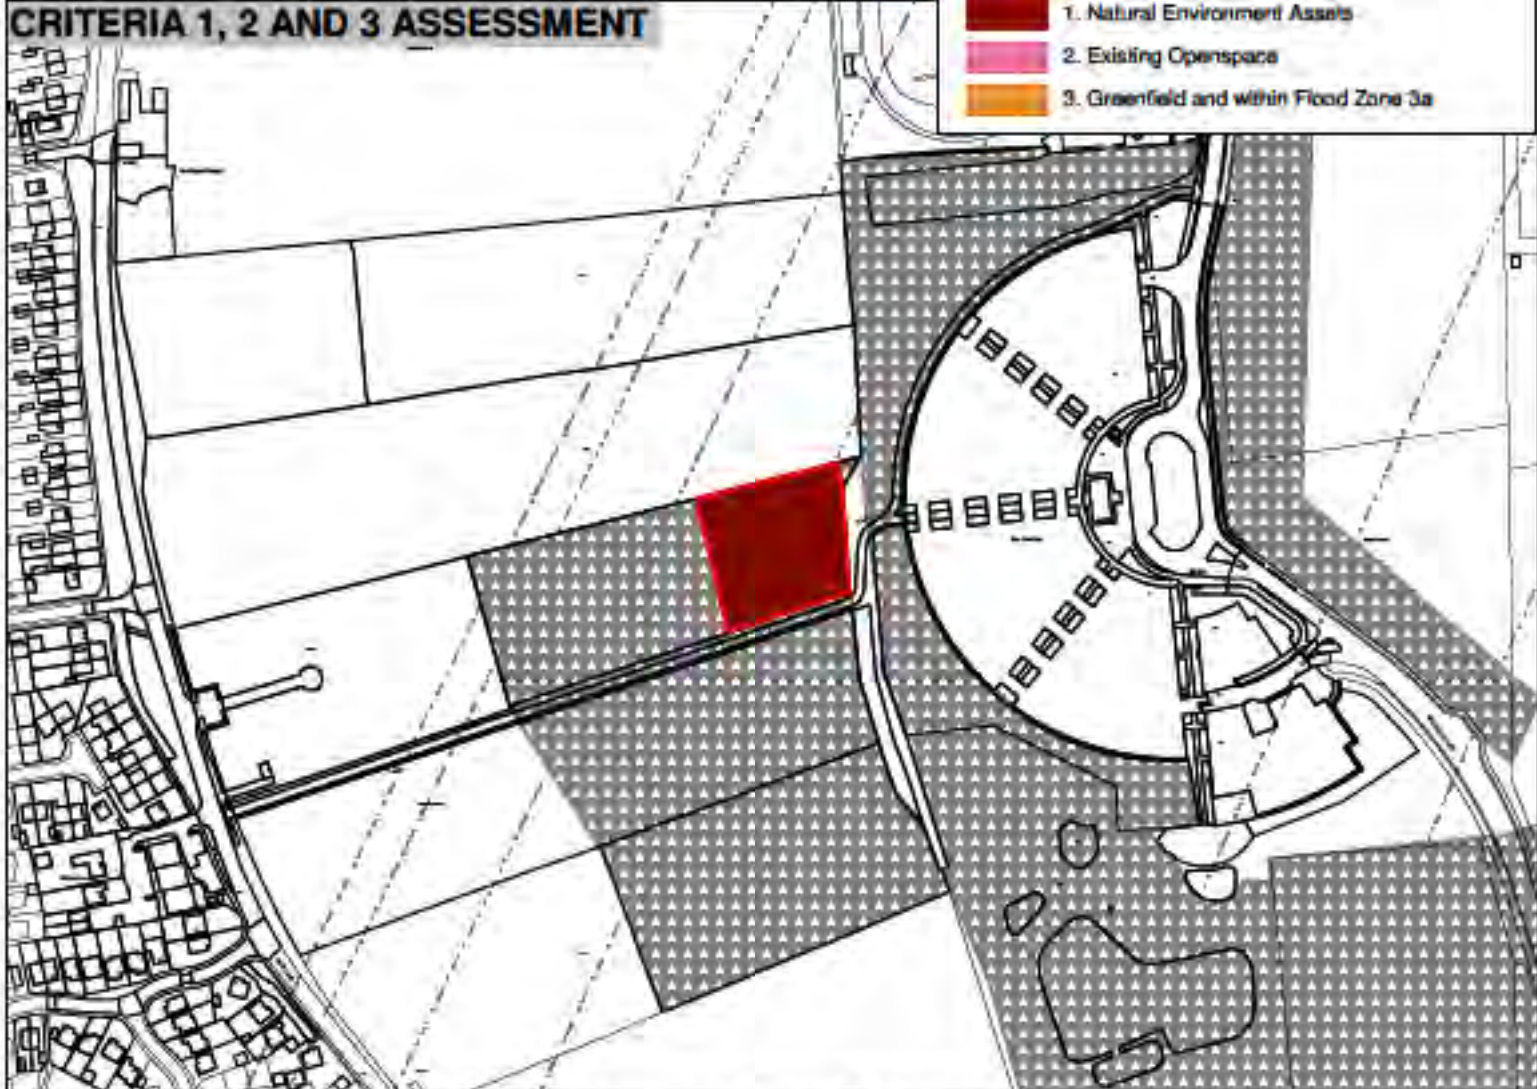 CRITERIA 1, 2 AND 3 ASSESSMENT
1. Natural Environment Assets
2. Existing Openspace
3. Greenfield and within Flood Zone 3a